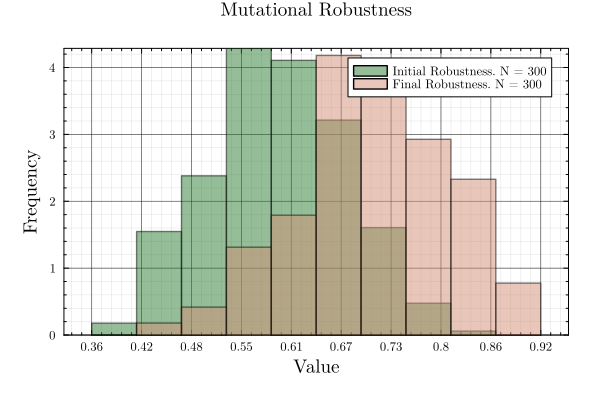 Mutational Robustness
Initial Robustness. N = 300
Final Robustness. N = 300
Frequency
4
3
2
1
0
0.36 0.42 0.48 0.55 0.61 0.67 0.73 0.8 0.86 0.92
Value